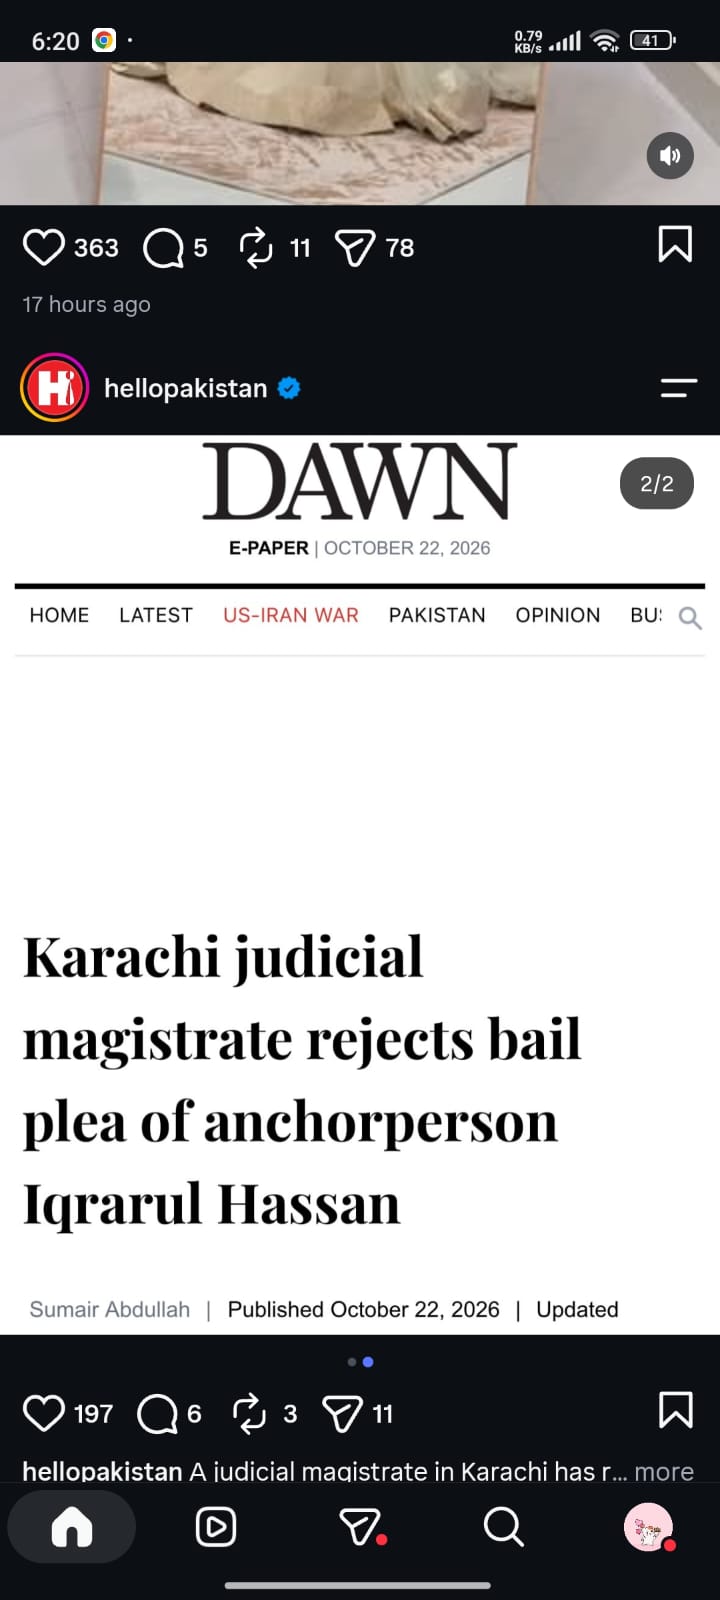 6:20
0.79
KB/s
41
363 5 11 78
17 hours ago
hellopakistan
DAWN
2/2
E-PAPER | OCTOBER 22, 2026
HOME LATEST US-IRAN WAR PAKISTAN OPINION BU
Karachi judicial
magistrate rejects bail
plea of anchorperson
Iqrarul Hassan
Sumair Abdullah | Published October 22, 2026 | Updated
197 6 3 11
hellopakistan A judicial magistrate in Karachi has r... more